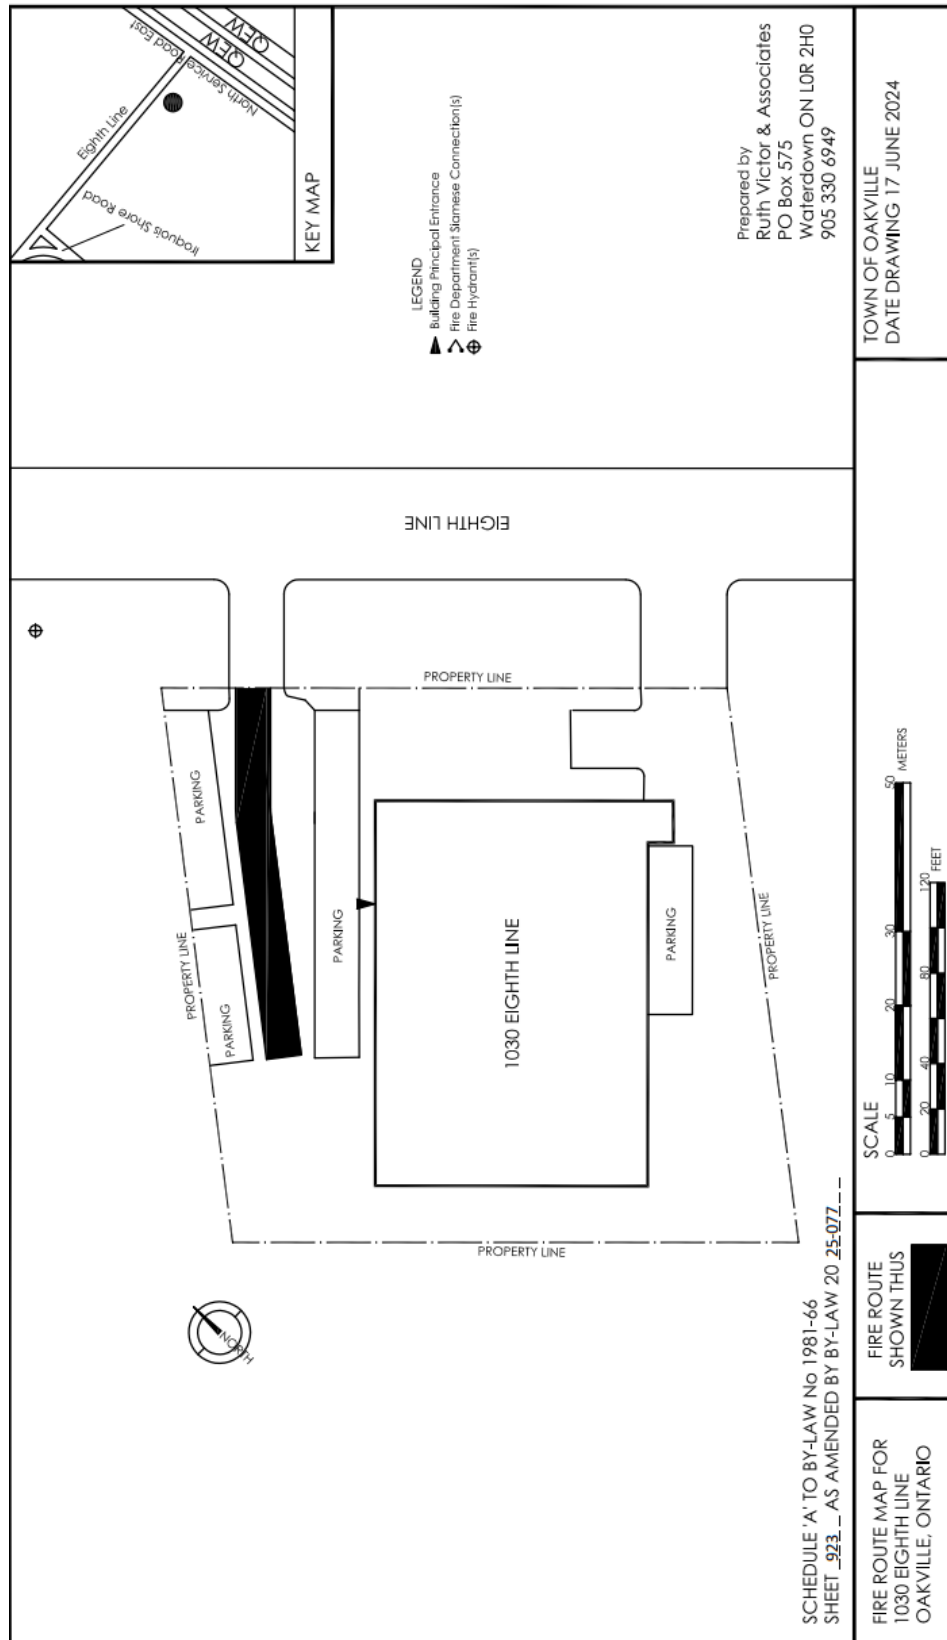 North Service Road East
QEW
QEW
North Service Road
Eighth Line
Iroquois Shore Road
KEY MAP
LEGEND
Building Principal Entrance
Fire Department Siamese Connection(s)
Fire Hydrant(s)
Prepared by
Ruth Victor & Associates
PO Box 575
Waterdown ON L0R 2H0
905 330 6949
EIGHTH LINE
PROPERTY LINE
PARKING
PARKING
PROPERTY LINE
PARKING
1030 EIGHTH LINE
PARKING
PROPERTY LINE
PROPERTY LINE
NORTH
SCHEDULE 'A' TO BY-LAW No 1981-66
SHEET 923 AS AMENDED BY BY-LAW 20 25-077
FIRE ROUTE MAP FOR
1030 EIGHTH LINE
OAKVILLE, ONTARIO
FIRE ROUTE
SHOWN THUS
SCALE
0 5 10 20 30 50
METERS
0 20 40 80 120
FEET
TOWN OF OAKVILLE
DATE DRAWING 17 JUNE 2024